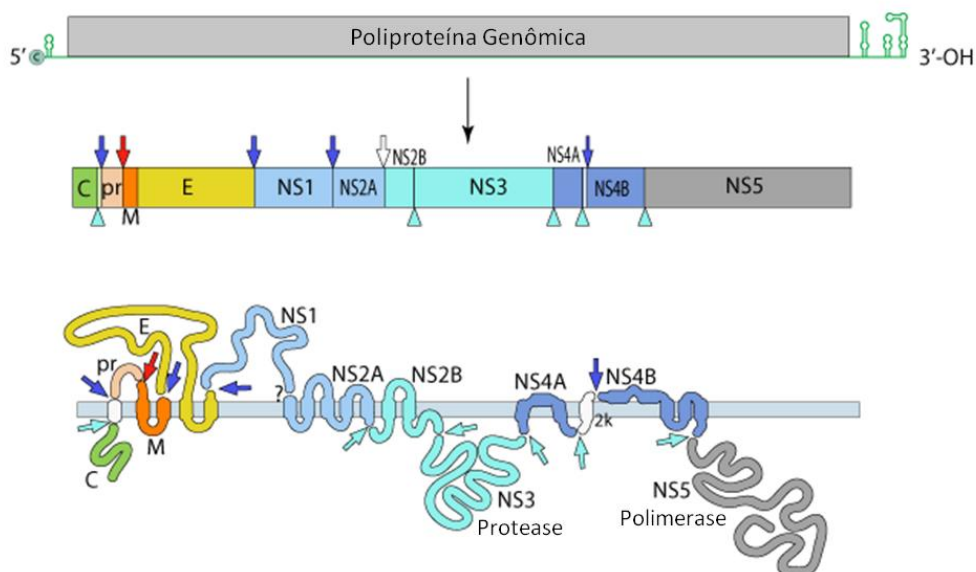 Poliproteína Genômica
5′ C 3′-OH
NS2B NS4A
C pr E NS1 NS2A NS3 NS4B NS5
M
NS1
E
pr NS2A NS2B NS4A NS4B
?
2k
M
C
NS3 NS5
Protease Polimerase